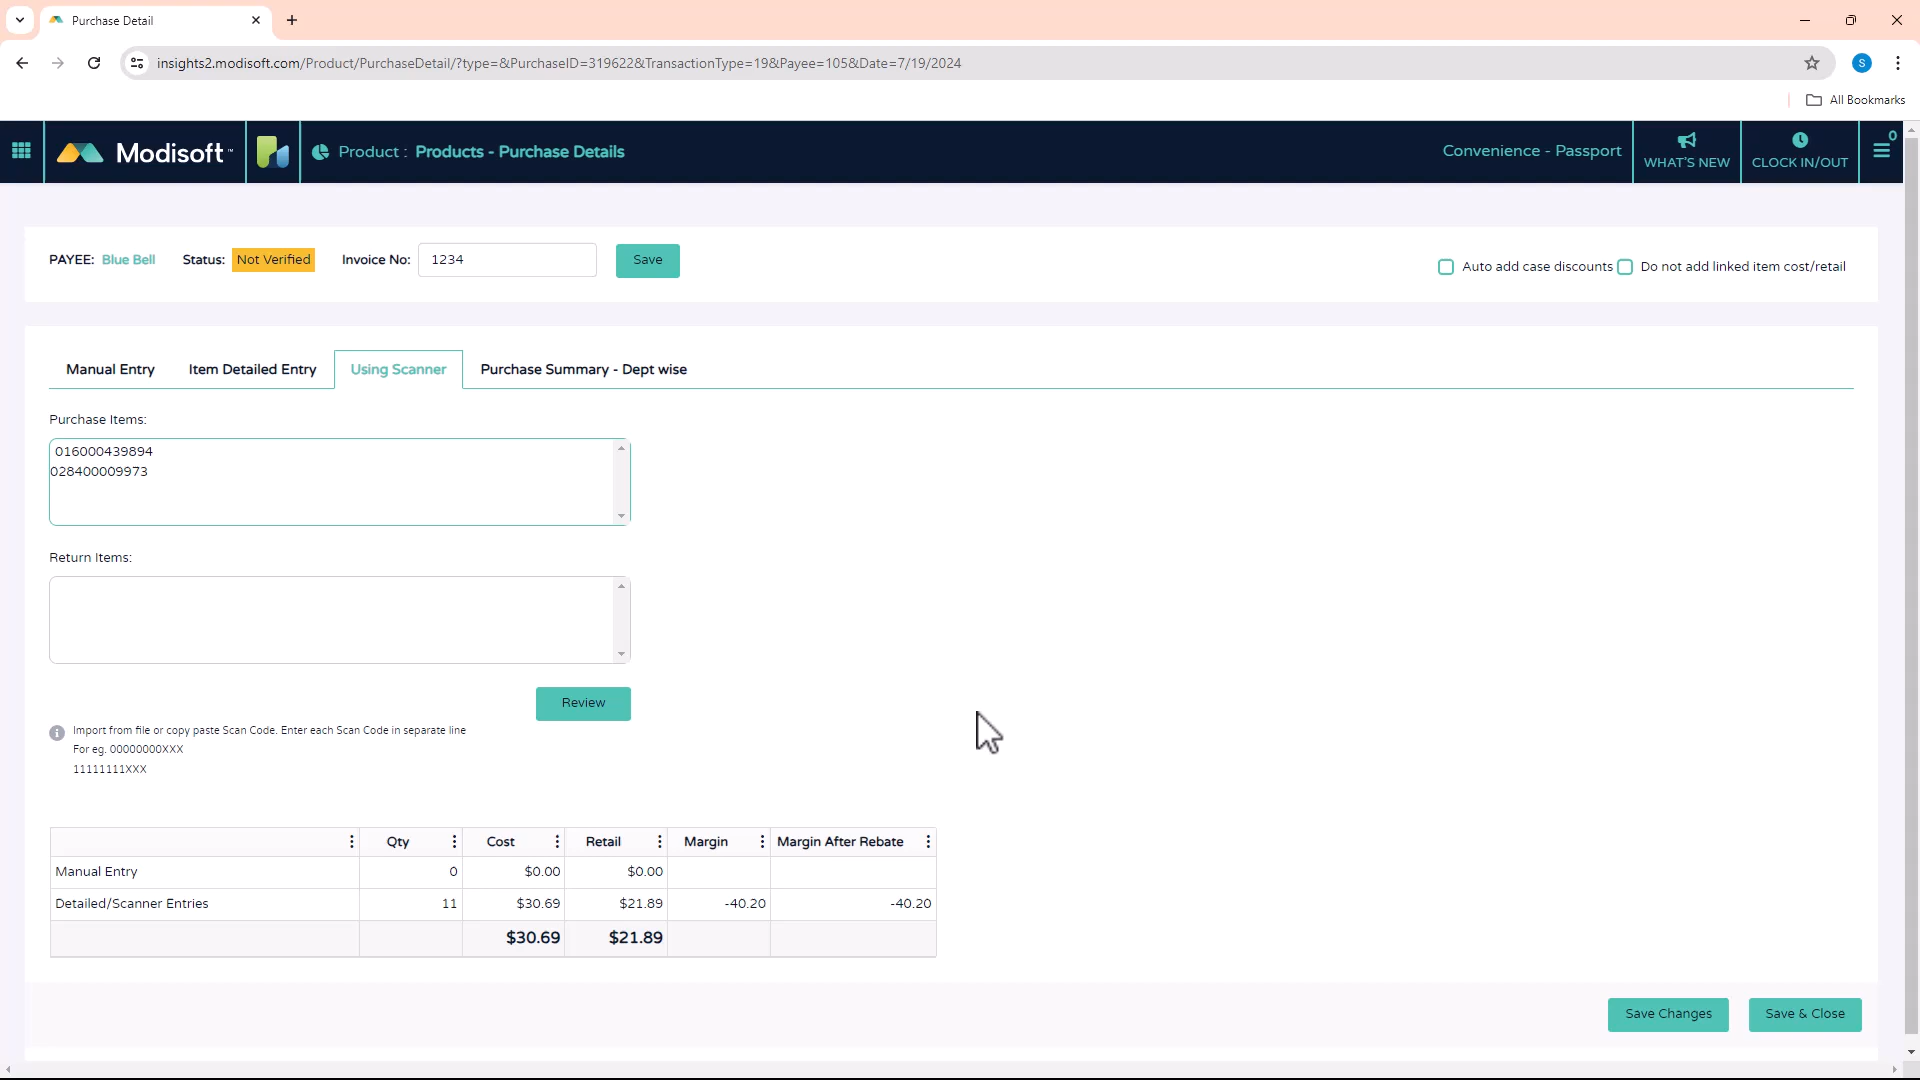 Purchase Detail
insights2.modisoft.com/Product/PurchaseDetail/?type=&PurchaseID=319622&TransactionType=19&Payee=105&Date=7/19/2024
S
All Bookmarks
Modisoft™
Product : Products - Purchase Details
Convenience - Passport
WHAT'S NEW
CLOCK IN/OUT
0
PAYEE: Blue Bell Status: Not Verified Invoice No: 1234 Save
Auto add case discounts Do not add linked item cost/retail
Manual Entry Item Detailed Entry Using Scanner Purchase Summary - Dept wise
Purchase Items:
016000439894
028400009973
Return Items:
Review
Import from file or copy paste Scan Code. Enter each Scan Code in separate line
For eg. 00000000XXX
11111111XXX
Qty Cost Retail Margin Margin After Rebate
Manual Entry 0 $0.00 $0.00
Detailed/Scanner Entries 11 $30.69 $21.89 -40.20 -40.20
$30.69 $21.89
Save Changes Save & Close